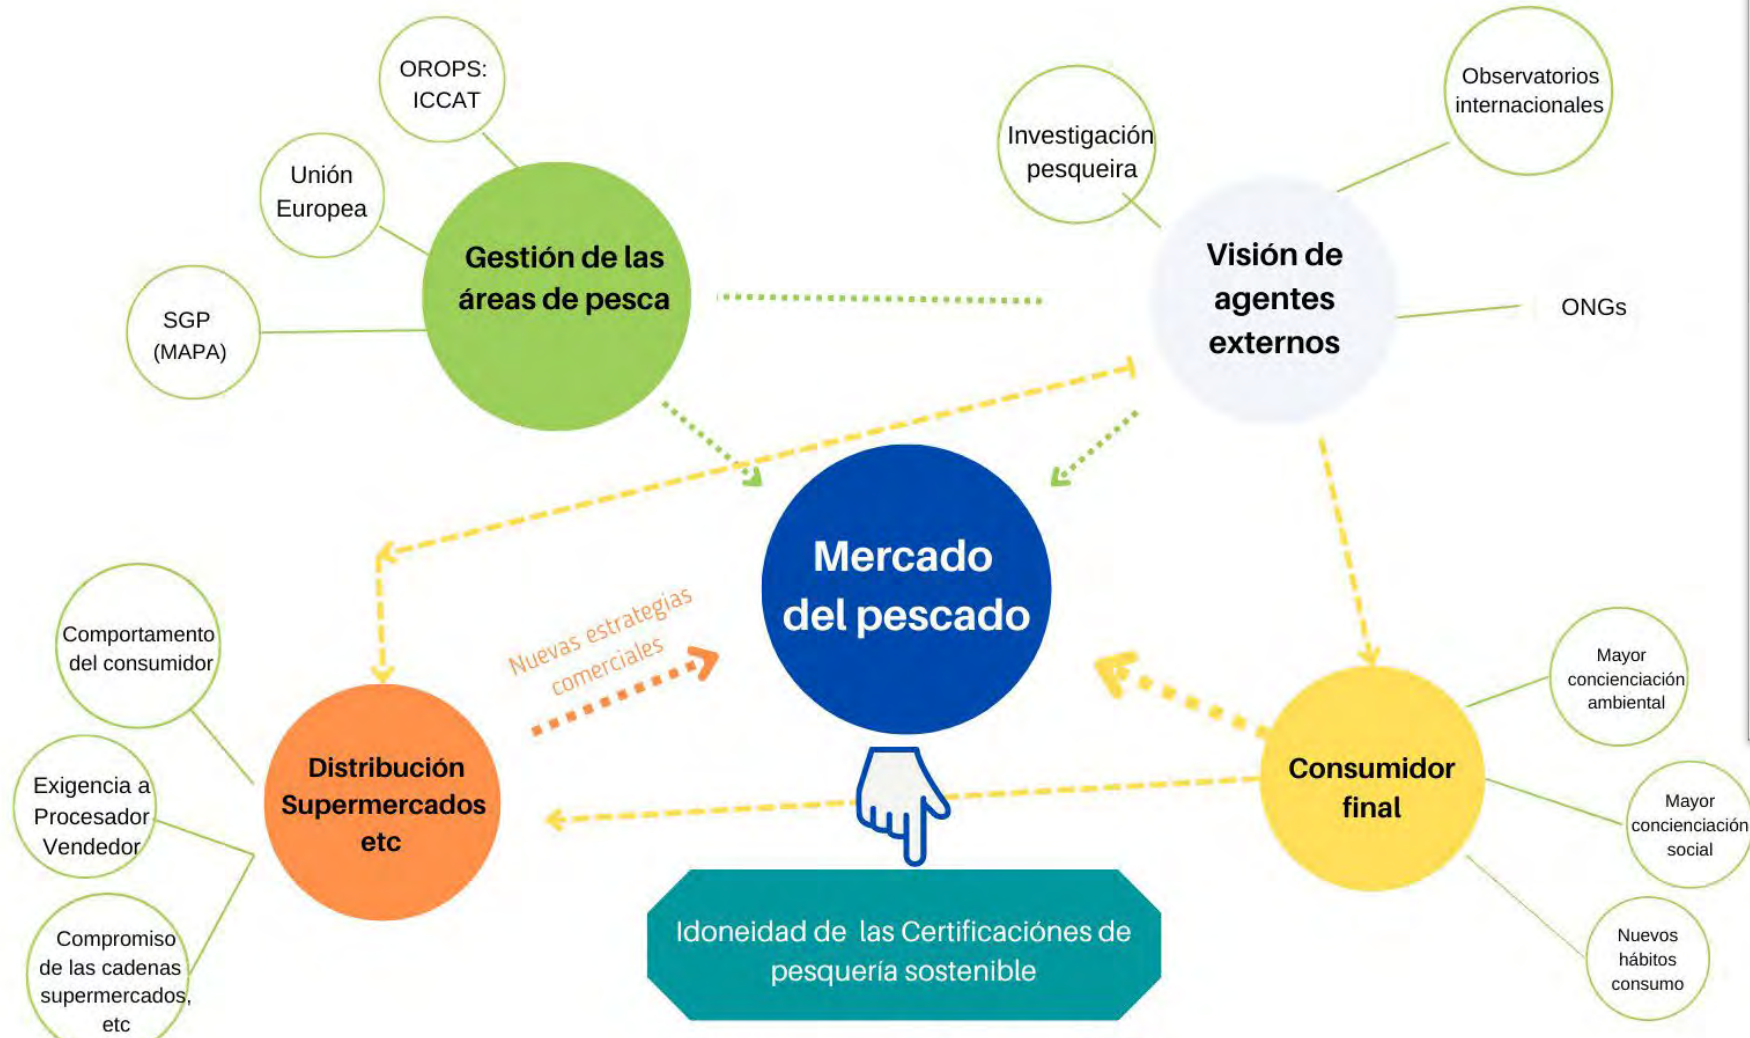 OROPS:
ICCAT
Unión
Europea
SGP
(MAPA)
Gestión de las
áreas de pesca
Investigación
pesqueira
Observatorios
internacionales
Visión de
agentes
externos
ONGs
Mercado
del pescado
Nuevas estrategias
comerciales
Comportamento
del consumidor
Exigencia a
Procesador
Vendedor
Compromiso
de las cadenas
supermercados,
etc
Distribución
Supermercados
etc
Consumidor
final
Mayor
concienciación
ambiental
Mayor
concienciación
social
Nuevos
hábitos
consumo
Idoneidad de las Certificaciónes de
pesquería sostenible